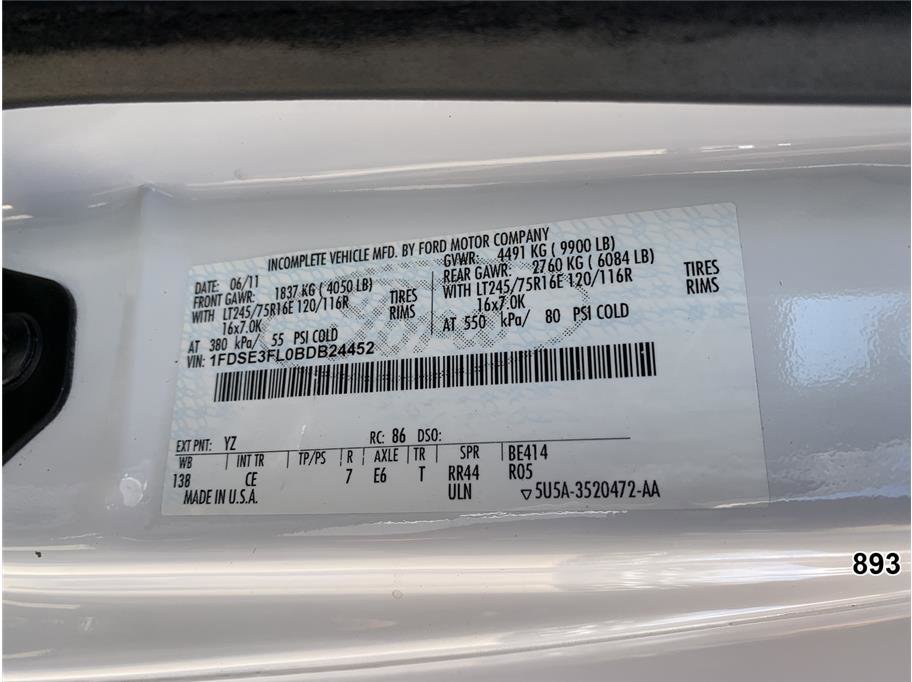 INCOMPLETE VEHICLE MFD. BY FORD MOTOR COMPANY
DATE: 06/11
FRONT GAWR: 1837 KG ( 4050 LB)
WITH LT245/75R16E 120/116R TIRES
16x7.0K RIMS
AT 380 kPa/ 55 PSI COLD
GVWR: 4491 KG ( 9900 LB)
REAR GAWR: 2760 KG ( 6084 LB)
WITH LT245/75R16E 120/116R TIRES
16x7.0K RIMS
AT 550 kPa/ 80 PSI COLD
VIN: 1FDSE3FL0BDB24452
EXT PNT: YZ RC: 86 DSO:
WB INT TR TP/PS R AXLE TR SPR BE414
138 CE 7 E6 T RR44 R05
MADE IN U.S.A. ULN ▽5U5A-3520472-AA
893